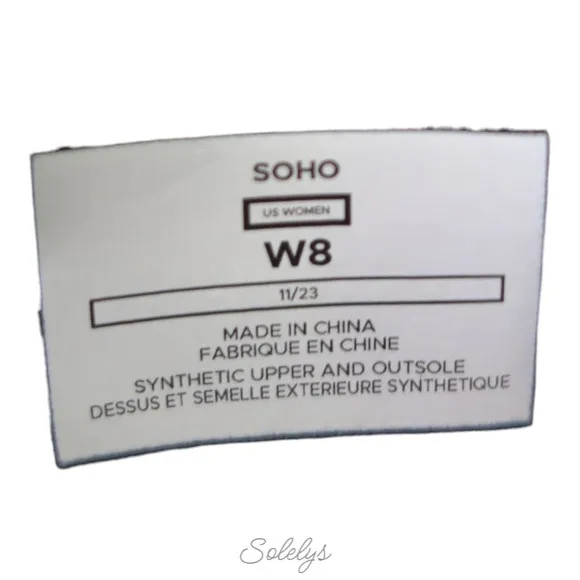 SOHO
US WOMEN
W8
11/23
MADE IN CHINA
FABRIQUE EN CHINE
SYNTHETIC UPPER AND OUTSOLE
DESSUS ET SEMELLE EXTERIEURE SYNTHETIQUE
Solelys